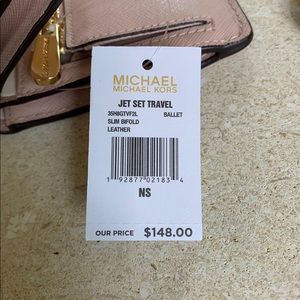 MICHAEL
MICHAEL KORS
JET SET TRAVEL
35H8GTVF2L BALLET
SLIM BIFOLD
LEATHER
1 92877 02183 4
NS
OUR PRICE $148.00